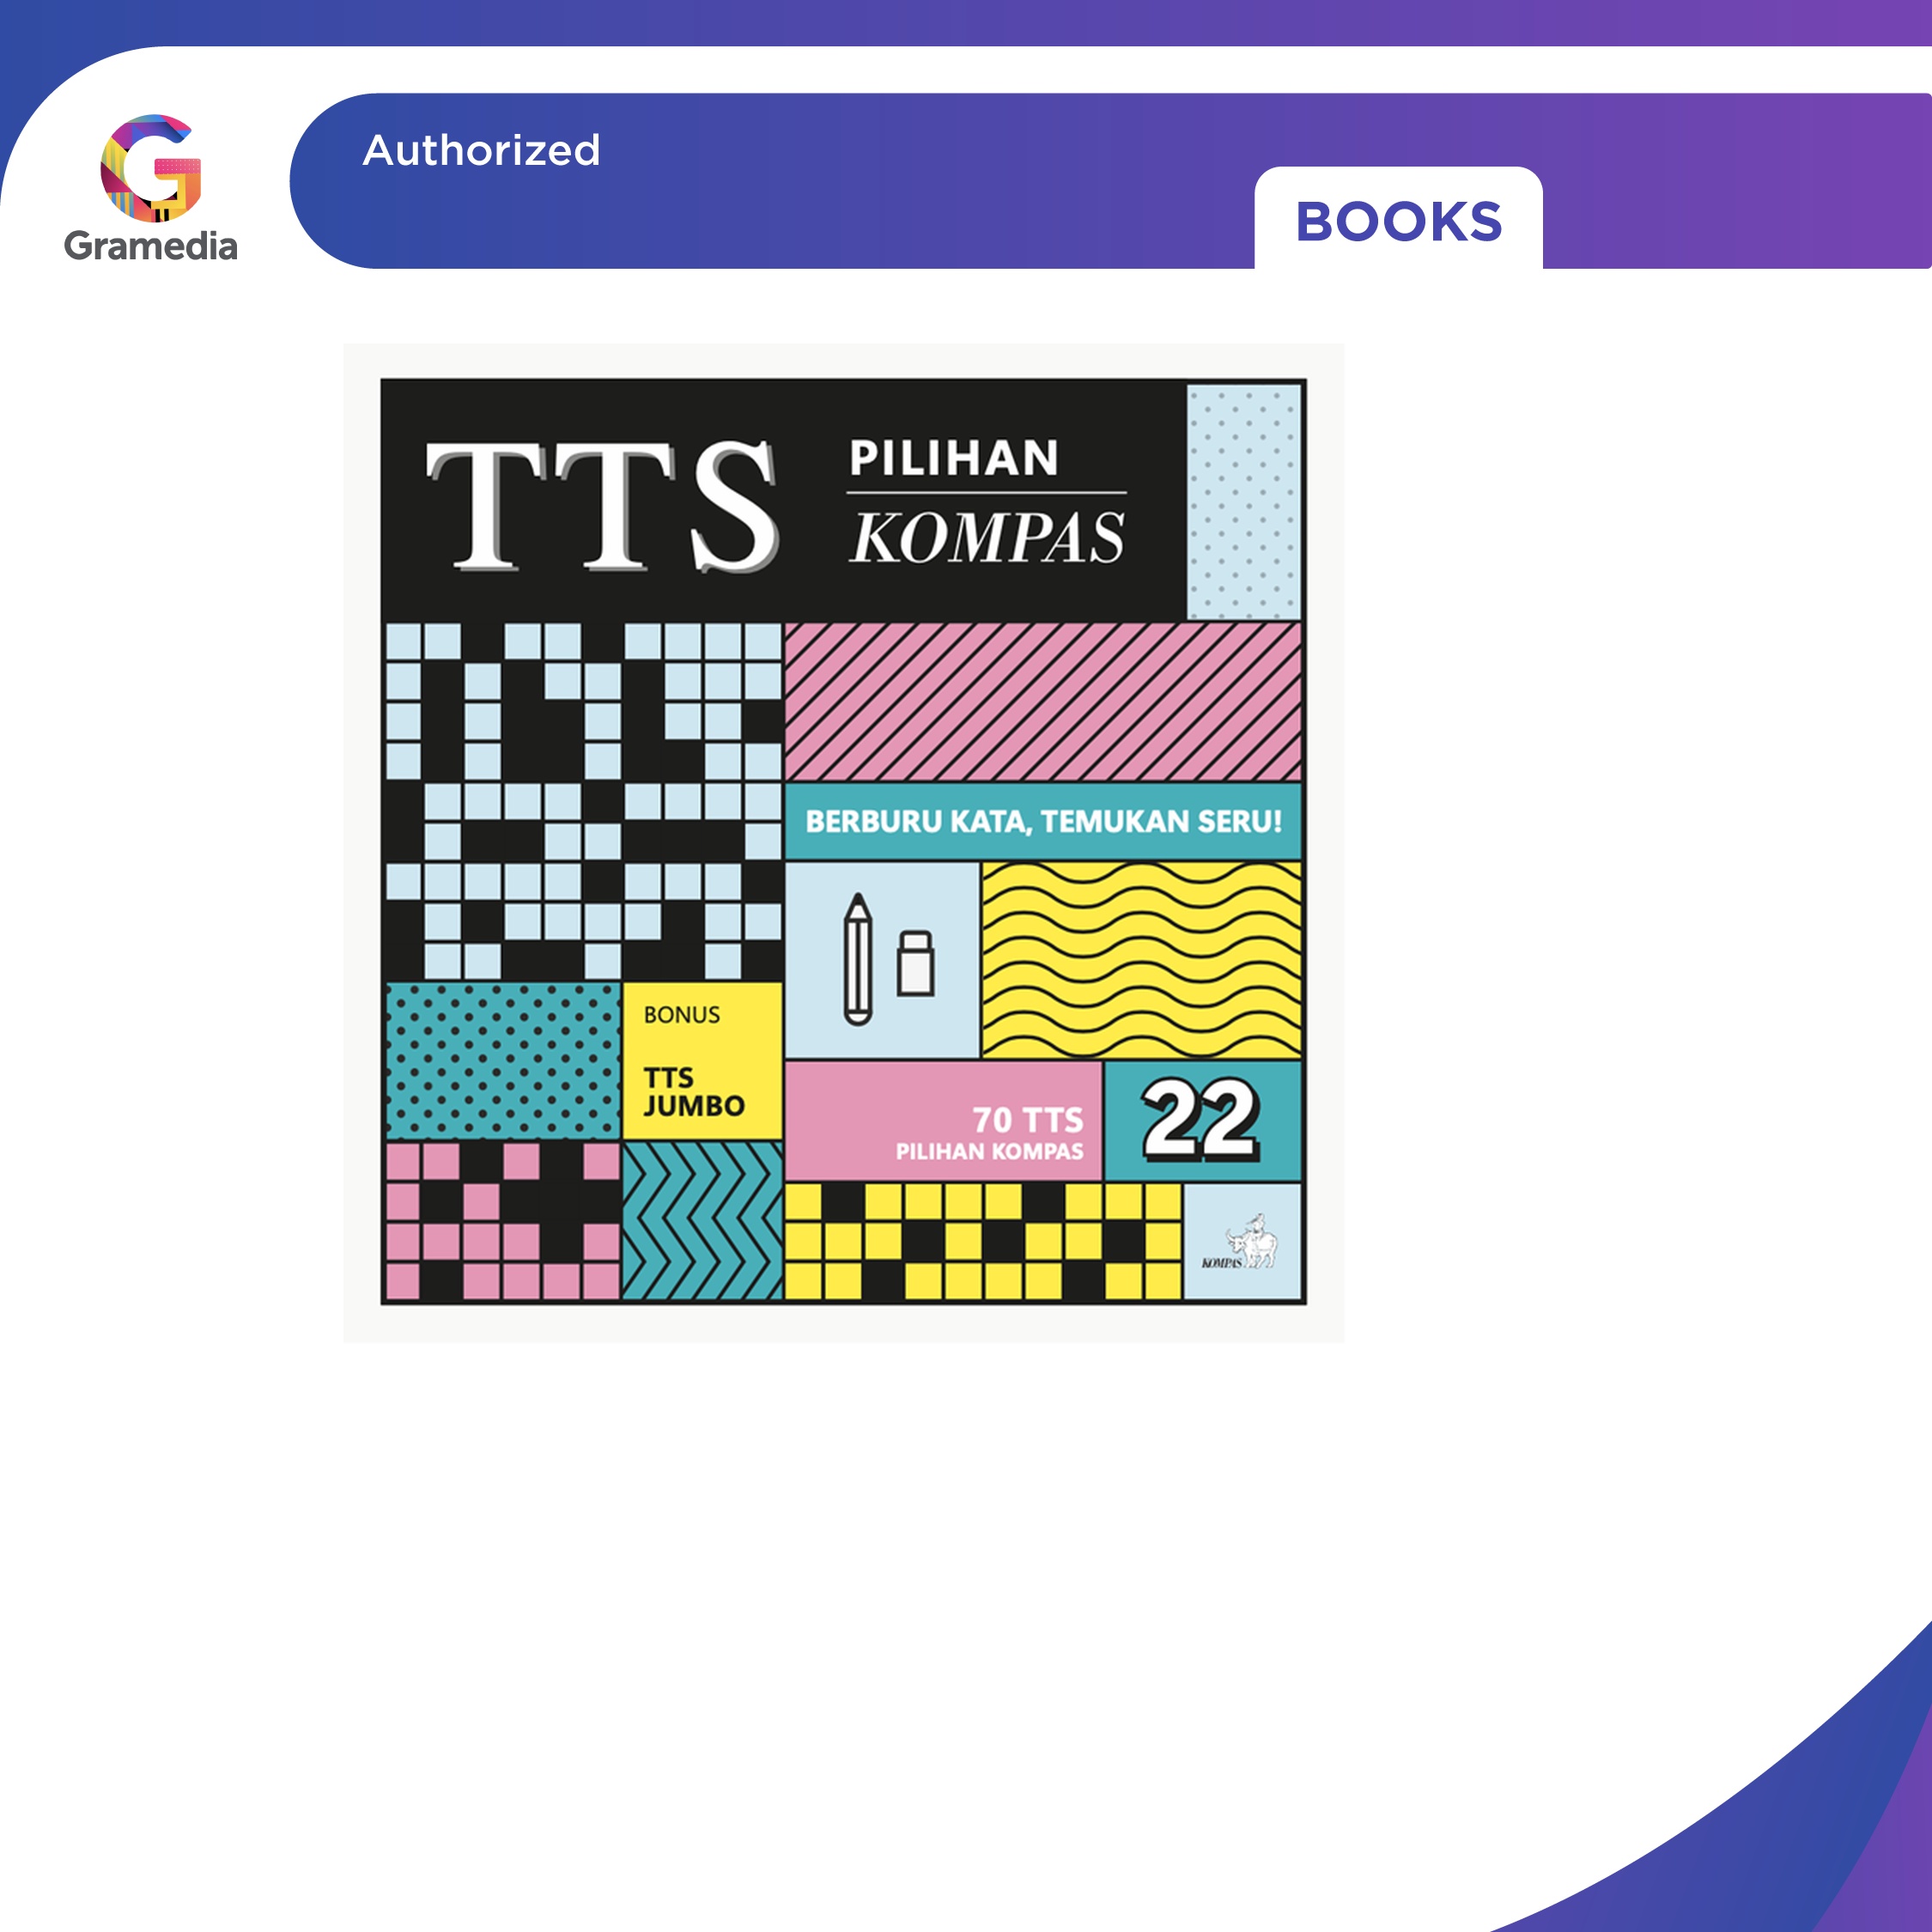 Authorized
BOOKS
Gramedia
TTS
PILIHAN
KOMPAS
BERBURU KATA, TEMUKAN SERU!
BONUS
TTS
JUMBO
70 TTS
PILIHAN KOMPAS
22
KOMPAS